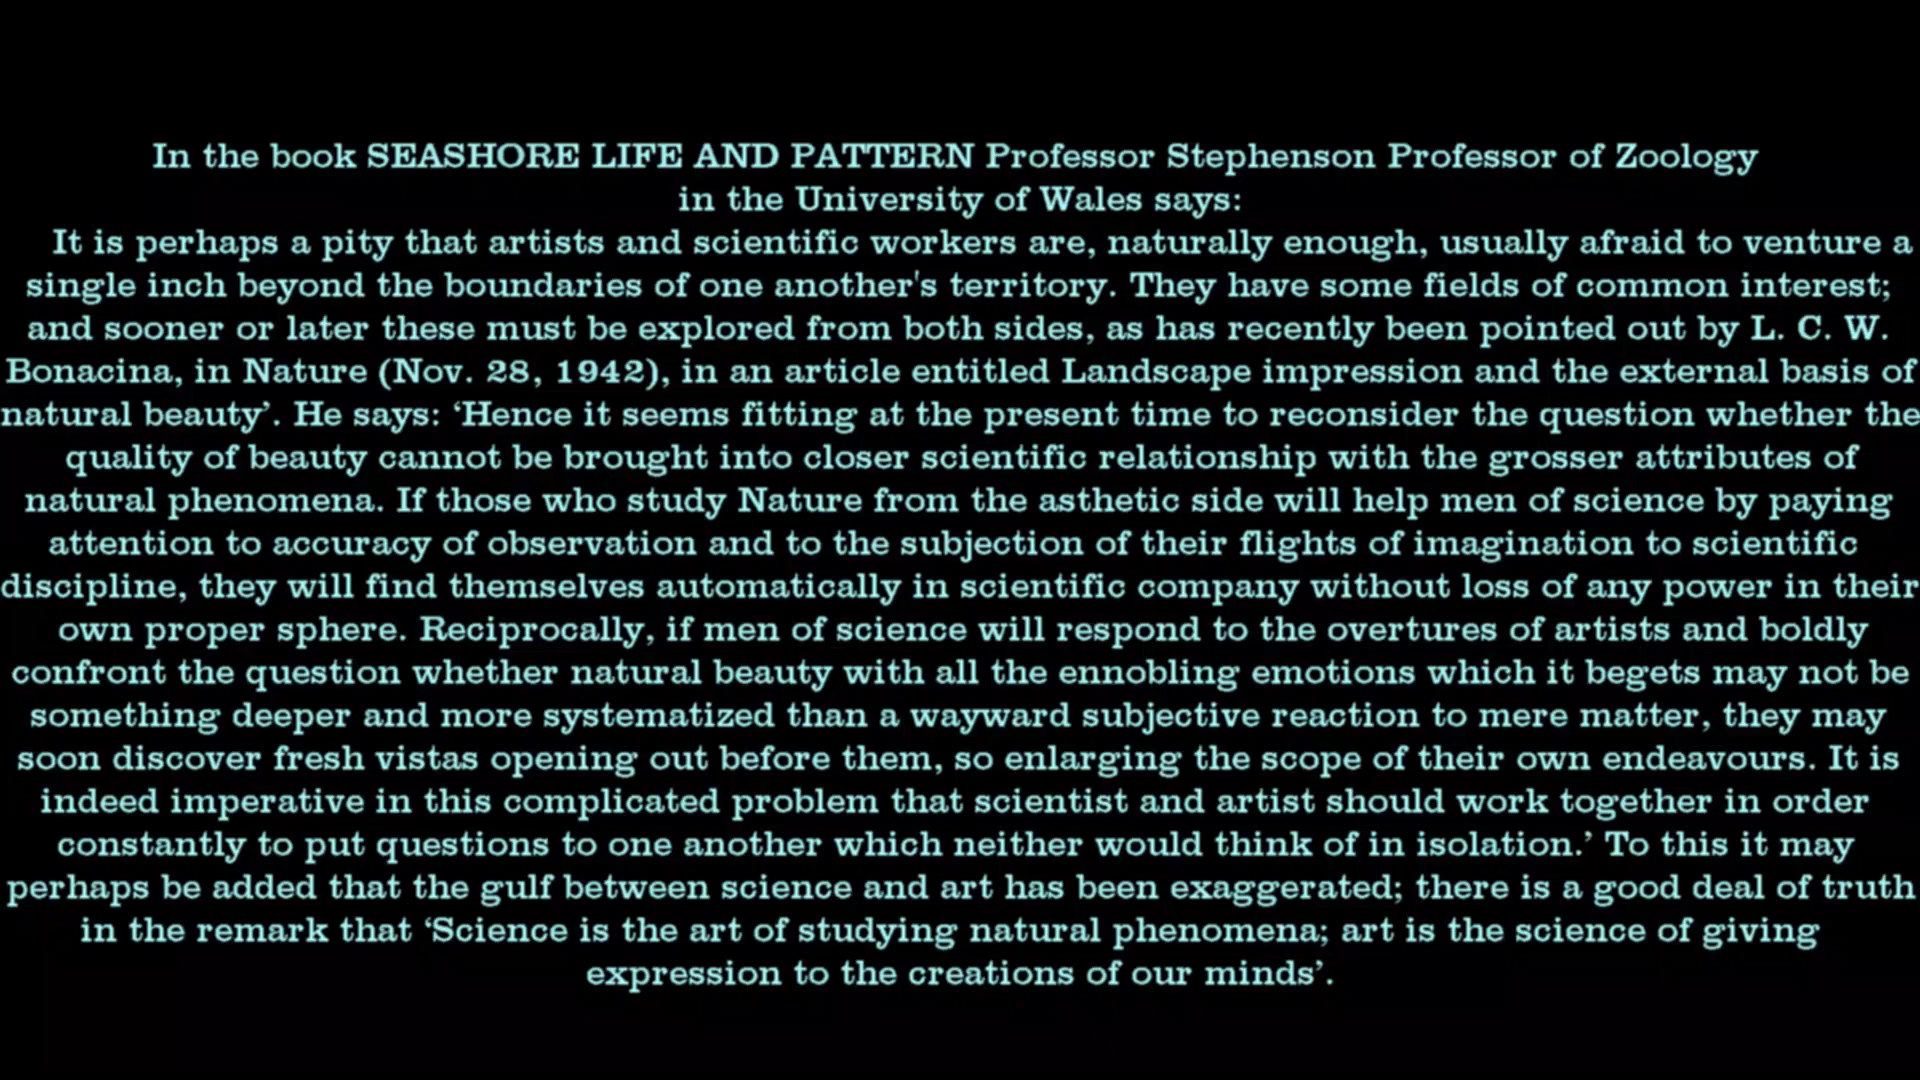 In the book SEASHORE LIFE AND PATTERN Professor Stephenson Professor of Zoology
in the University of Wales says:
It is perhaps a pity that artists and scientific workers are, naturally enough, usually afraid to venture a
single inch beyond the boundaries of one another's territory. They have some fields of common interest;
and sooner or later these must be explored from both sides, as has recently been pointed out by L. C. W.
Bonacina, in Nature (Nov. 28, 1942), in an article entitled Landscape impression and the external basis of
natural beauty’. He says: ‘Hence it seems fitting at the present time to reconsider the question whether the
quality of beauty cannot be brought into closer scientific relationship with the grosser attributes of
natural phenomena. If those who study Nature from the asthetic side will help men of science by paying
attention to accuracy of observation and to the subjection of their flights of imagination to scientific
discipline, they will find themselves automatically in scientific company without loss of any power in their
own proper sphere. Reciprocally, if men of science will respond to the overtures of artists and boldly
confront the question whether natural beauty with all the ennobling emotions which it begets may not be
something deeper and more systematized than a wayward subjective reaction to mere matter, they may
soon discover fresh vistas opening out before them, so enlarging the scope of their own endeavours. It is
indeed imperative in this complicated problem that scientist and artist should work together in order
constantly to put questions to one another which neither would think of in isolation.’ To this it may
perhaps be added that the gulf between science and art has been exaggerated; there is a good deal of truth
in the remark that ‘Science is the art of studying natural phenomena; art is the science of giving
expression to the creations of our minds’.